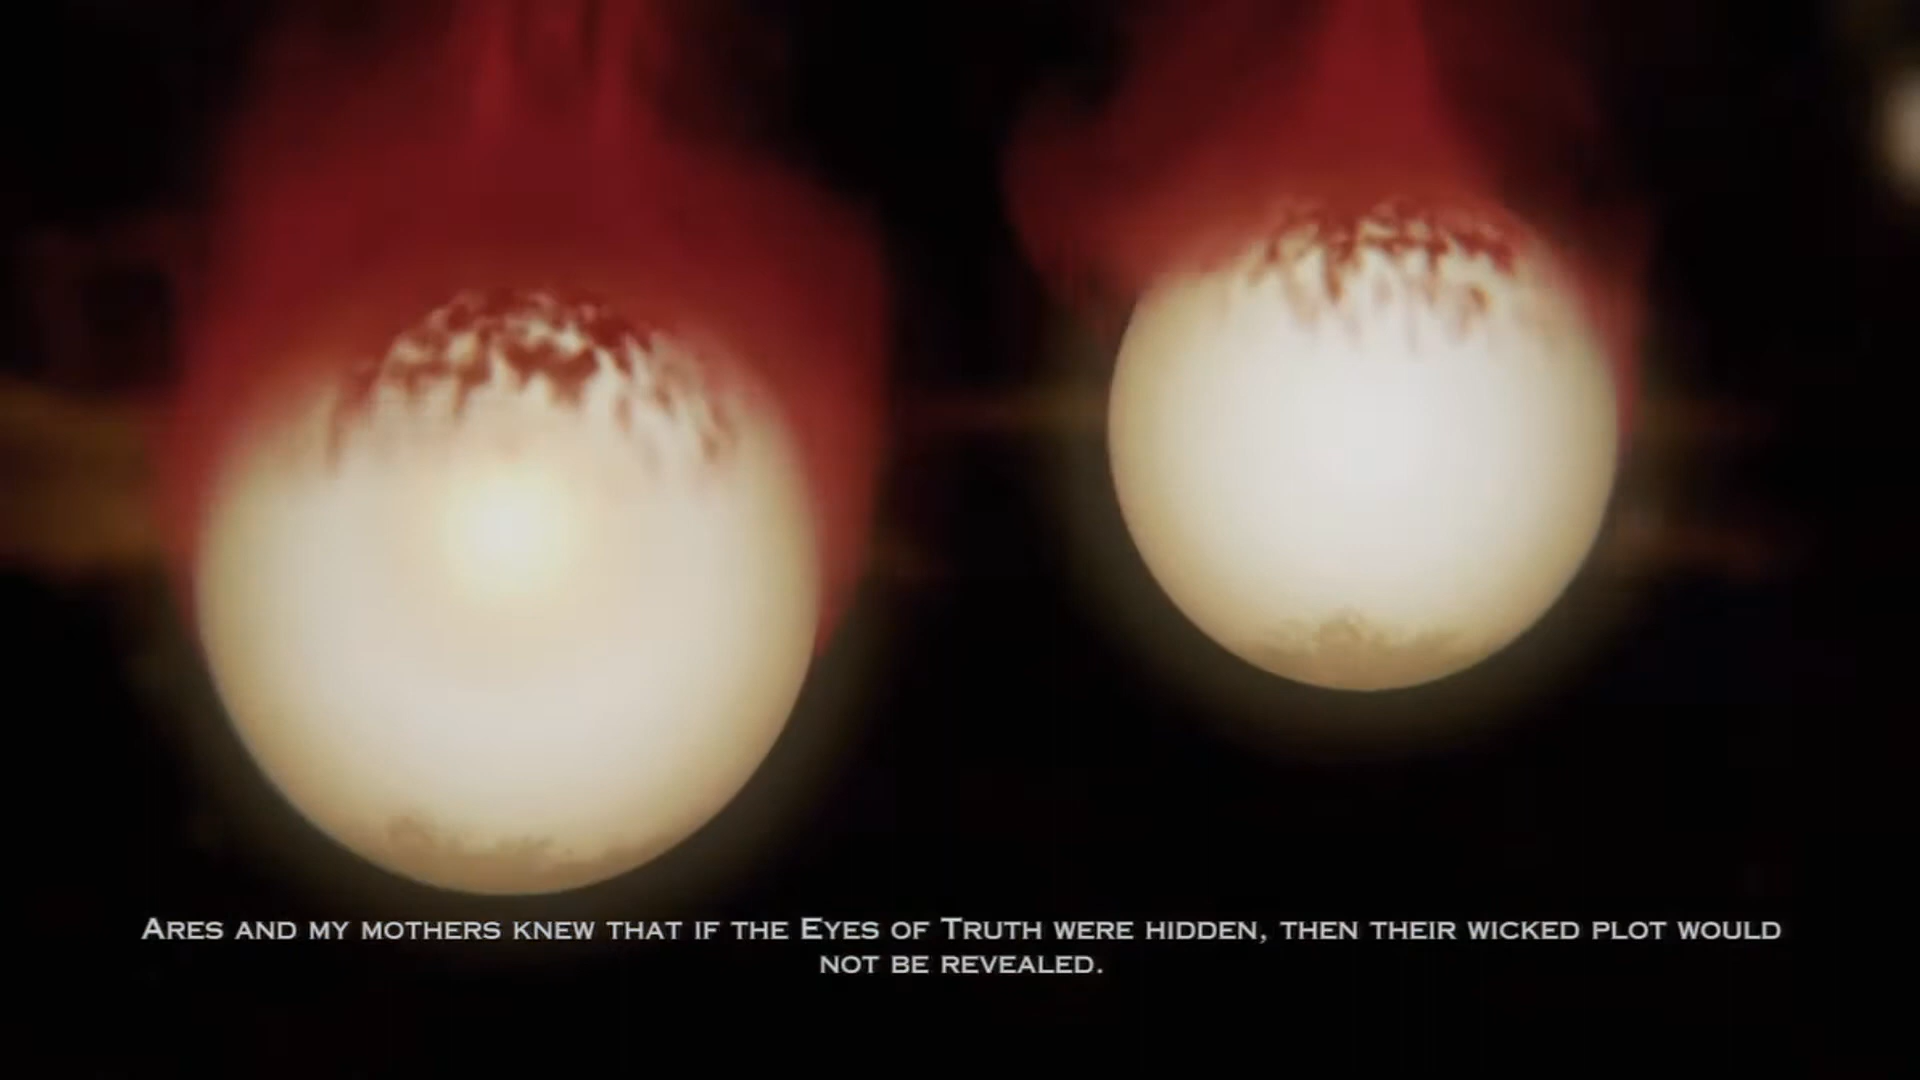 Ares and my mothers knew that if the Eyes of Truth were hidden, then their wicked plot would
not be revealed.